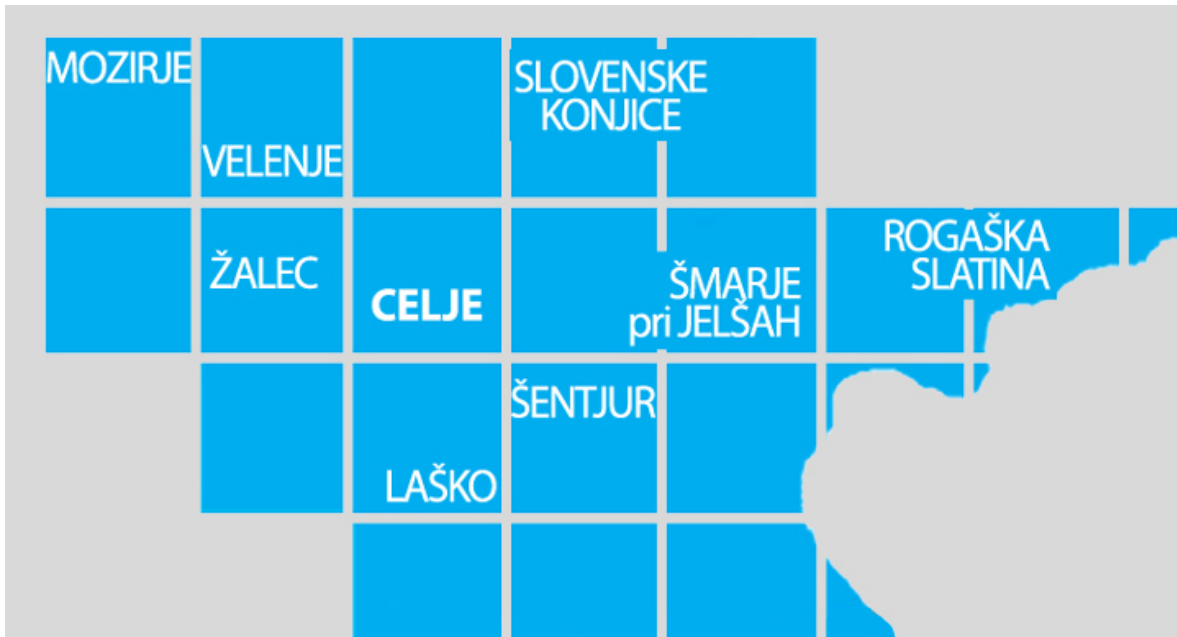 MOZIRJE
SLOVENSKE
KONJICE
VELENJE
ROGAŠKA
SLATINA
ŽALEC
CELJE
ŠMARJE
pri JELŠAH
ŠENTJUR
LAŠKO